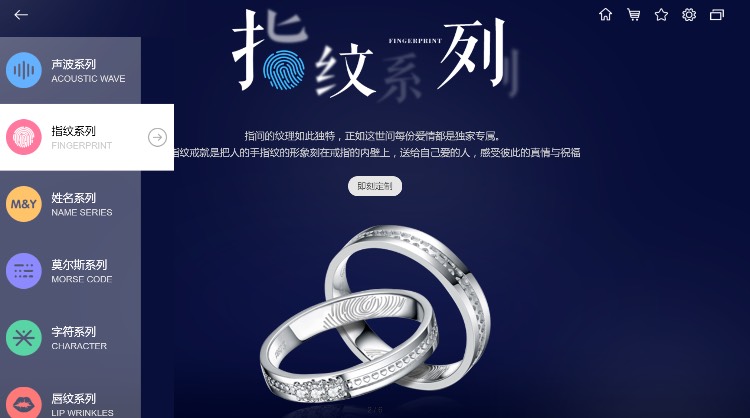 指纹系列
FINGERPRINT
声波系列
ACOUSTIC WAVE
指纹系列
FINGERPRINT
M&Y
姓名系列
NAME SERIES
莫尔斯系列
MORSE CODE
字符系列
CHARACTER
唇纹系列
LIP WRINKLES
指间的纹理如此独特，正如这世间每份爱情都是独家专属。
指纹戒就是把人的手指纹的形象刻在戒指的内壁上，送给自己爱的人，感受彼此的真情与祝福
即刻定制